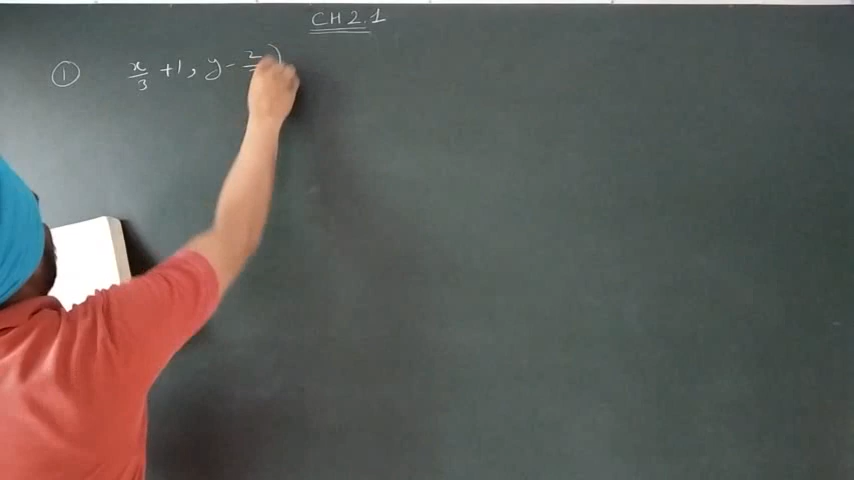 CH 2.1
① x/3 + 1, y - 2/